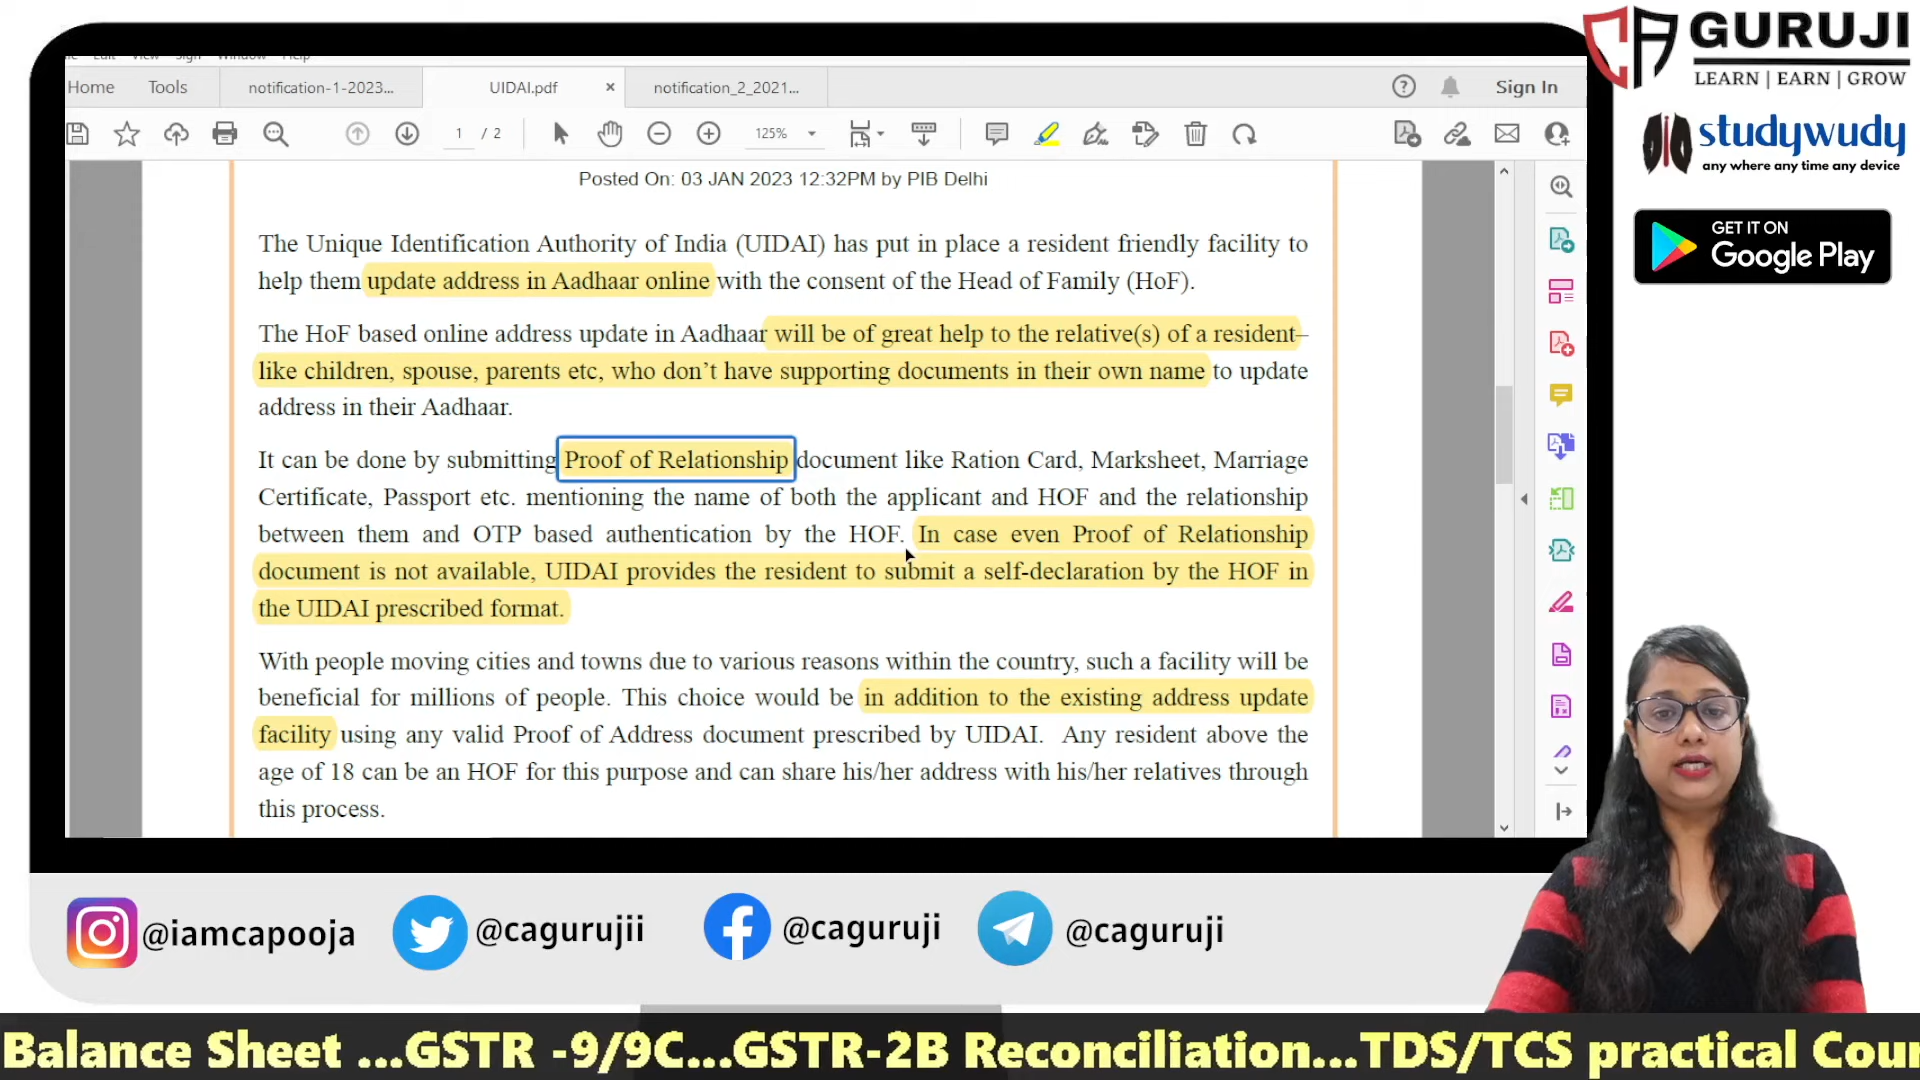 GURUJI
LEARN | EARN | GROW
studywudy
any where any time any device
GET IT ON
Google Play
Home Tools notification-1-2023... UIDAI.pdf × notification_2_2021... Sign In
1 / 2 125%
Posted On: 03 JAN 2023 12:32PM by PIB Delhi
The Unique Identification Authority of India (UIDAI) has put in place a resident friendly facility to
help them update address in Aadhaar online with the consent of the Head of Family (HoF).
The HoF based online address update in Aadhaar will be of great help to the relative(s) of a resident–
like children, spouse, parents etc, who don’t have supporting documents in their own name to update
address in their Aadhaar.
It can be done by submitting Proof of Relationship document like Ration Card, Marksheet, Marriage
Certificate, Passport etc. mentioning the name of both the applicant and HOF and the relationship
between them and OTP based authentication by the HOF. In case even Proof of Relationship
document is not available, UIDAI provides the resident to submit a self-declaration by the HOF in
the UIDAI prescribed format.
With people moving cities and towns due to various reasons within the country, such a facility will be
beneficial for millions of people. This choice would be in addition to the existing address update
facility using any valid Proof of Address document prescribed by UIDAI. Any resident above the
age of 18 can be an HOF for this purpose and can share his/her address with his/her relatives through
this process.
@iamcapooja @cagurujii @caguruji @caguruji
Balance Sheet ...GSTR -9/9C...GSTR-2B Reconciliation...TDS/TCS practical Cour